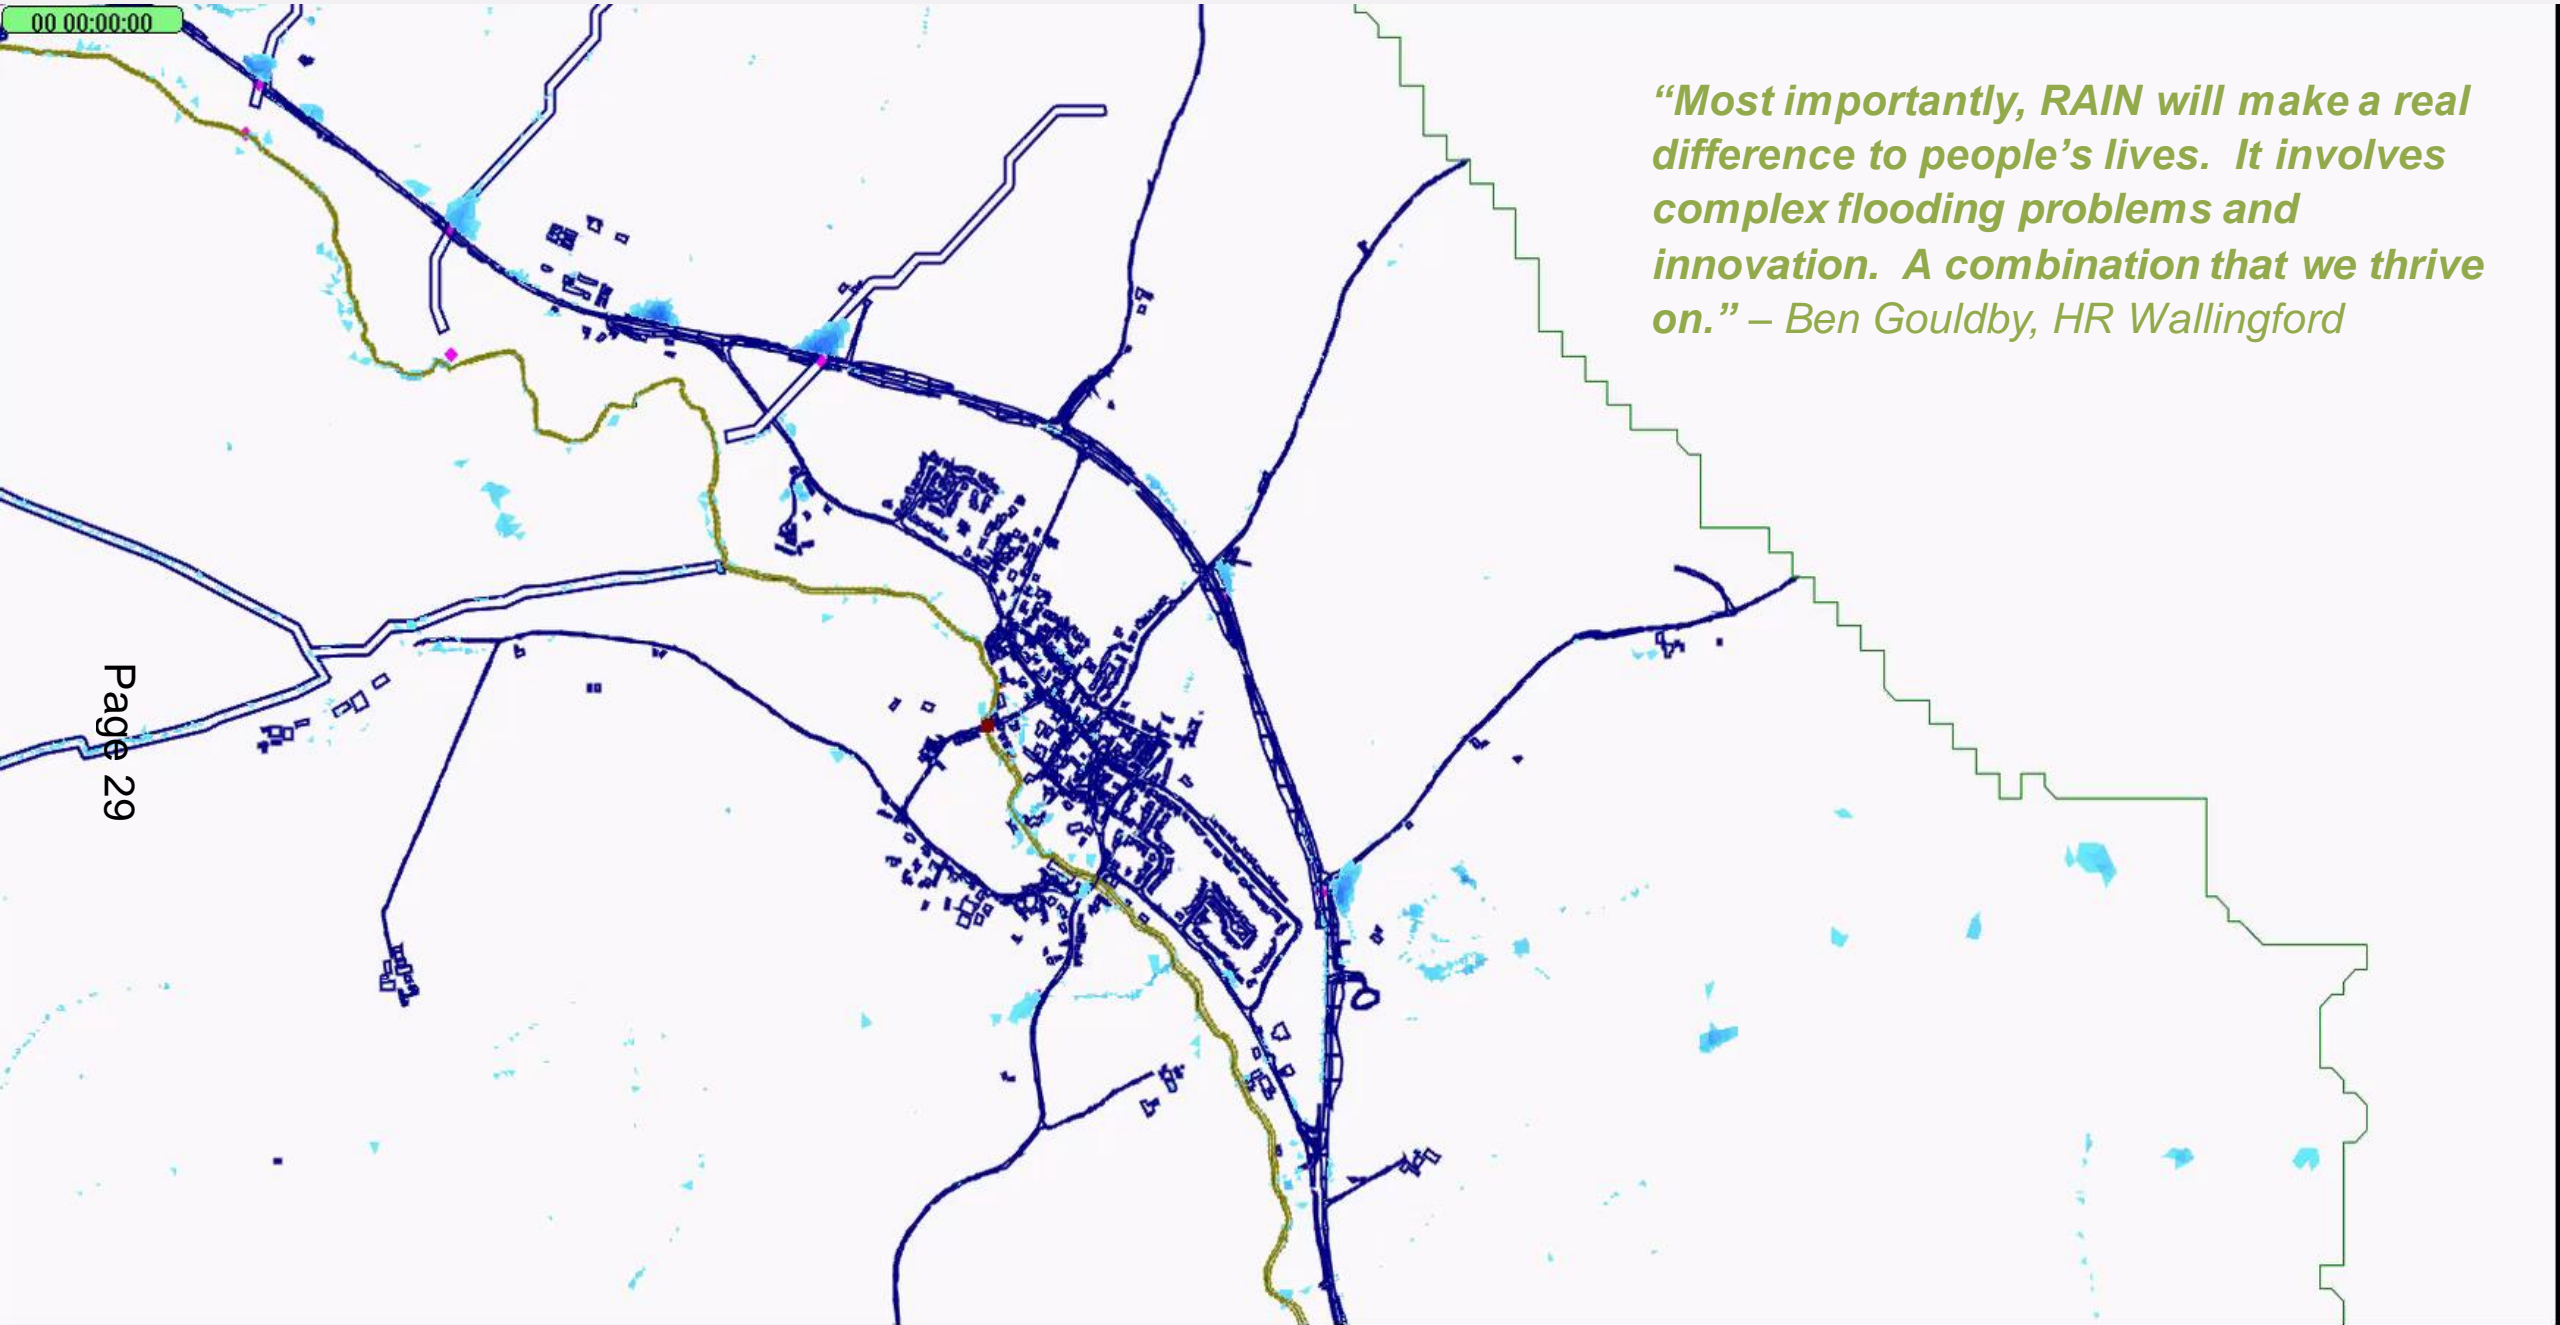 00 00:00:00
“Most importantly, RAIN will make a real
difference to people’s lives.  It involves
complex flooding problems and
innovation.  A combination that we thrive
on.” – Ben Gouldby, HR Wallingford
Page 29